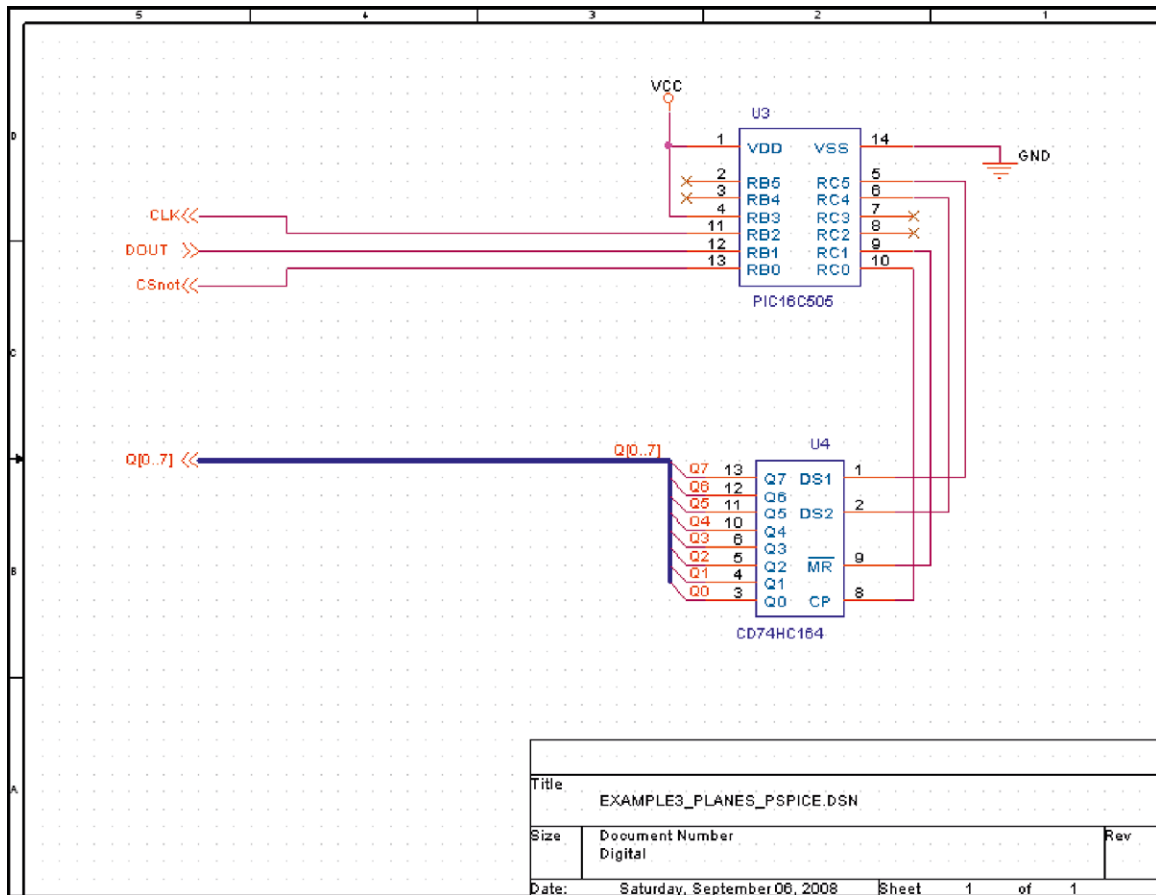 5 4 3 2 1
VCC
D
U3
1 VDD VSS 14
GND
2 RB5 RC5 5
3 RB4 RC4 6
4 RB3 RC3 7
CLK
11 RB2 RC2 8
DOUT
12 RB1 RC1 9
13 RB0 RC0 10
CSnot
PIC16C505
C
U4
Q[0..7] Q[0..7]
Q7 13 Q7 DS1 1
Q6 12 Q6
Q5 11 Q5 DS2 2
Q4 10 Q4
Q3 6 Q3
Q2 5 Q2 MR 9
B
Q1 4 Q1
Q0 3 Q0 CP 8
CD74HC164
A
Title
EXAMPLE3_PLANES_PSPICE.DSN
Size Document Number Rev
Digital
Date: Saturday, September 06, 2008 Sheet 1 of 1